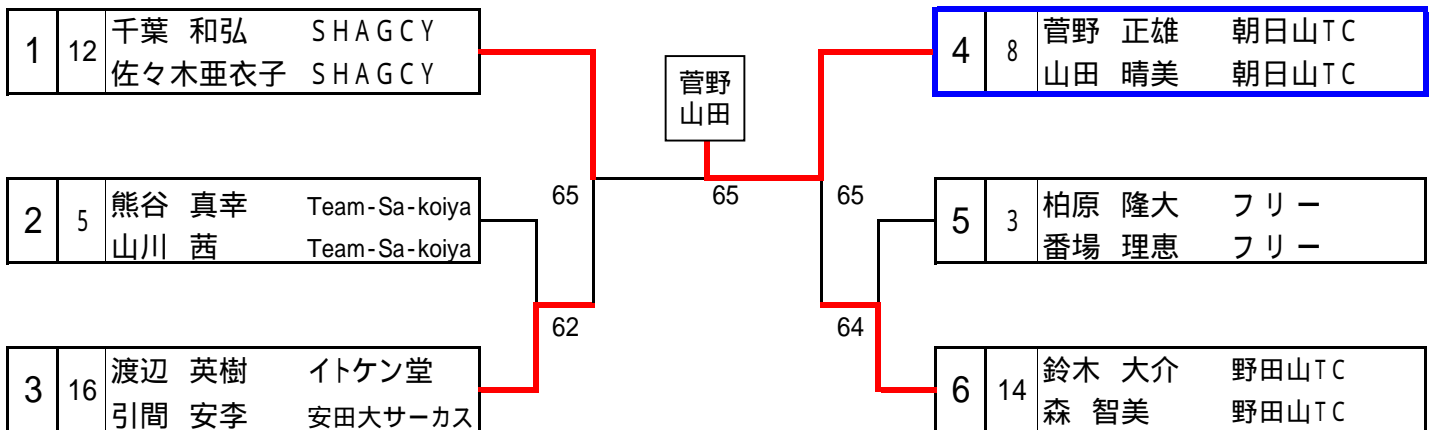 1 12 千葉 和弘 SHAGCY
佐々木亜衣子 SHAGCY
2 5 熊谷 真幸 Team-Sa-koiya
山川 茜 Team-Sa-koiya
3 16 渡辺 英樹 イトケン堂
引間 安李 安田大サーカス
65
62
菅野
山田
65
65
64
4 8 菅野 正雄 朝日山TC
山田 晴美 朝日山TC
5 3 柏原 隆大 フリー
番場 理恵 フリー
6 14 鈴木 大介 野田山TC
森 智美 野田山TC